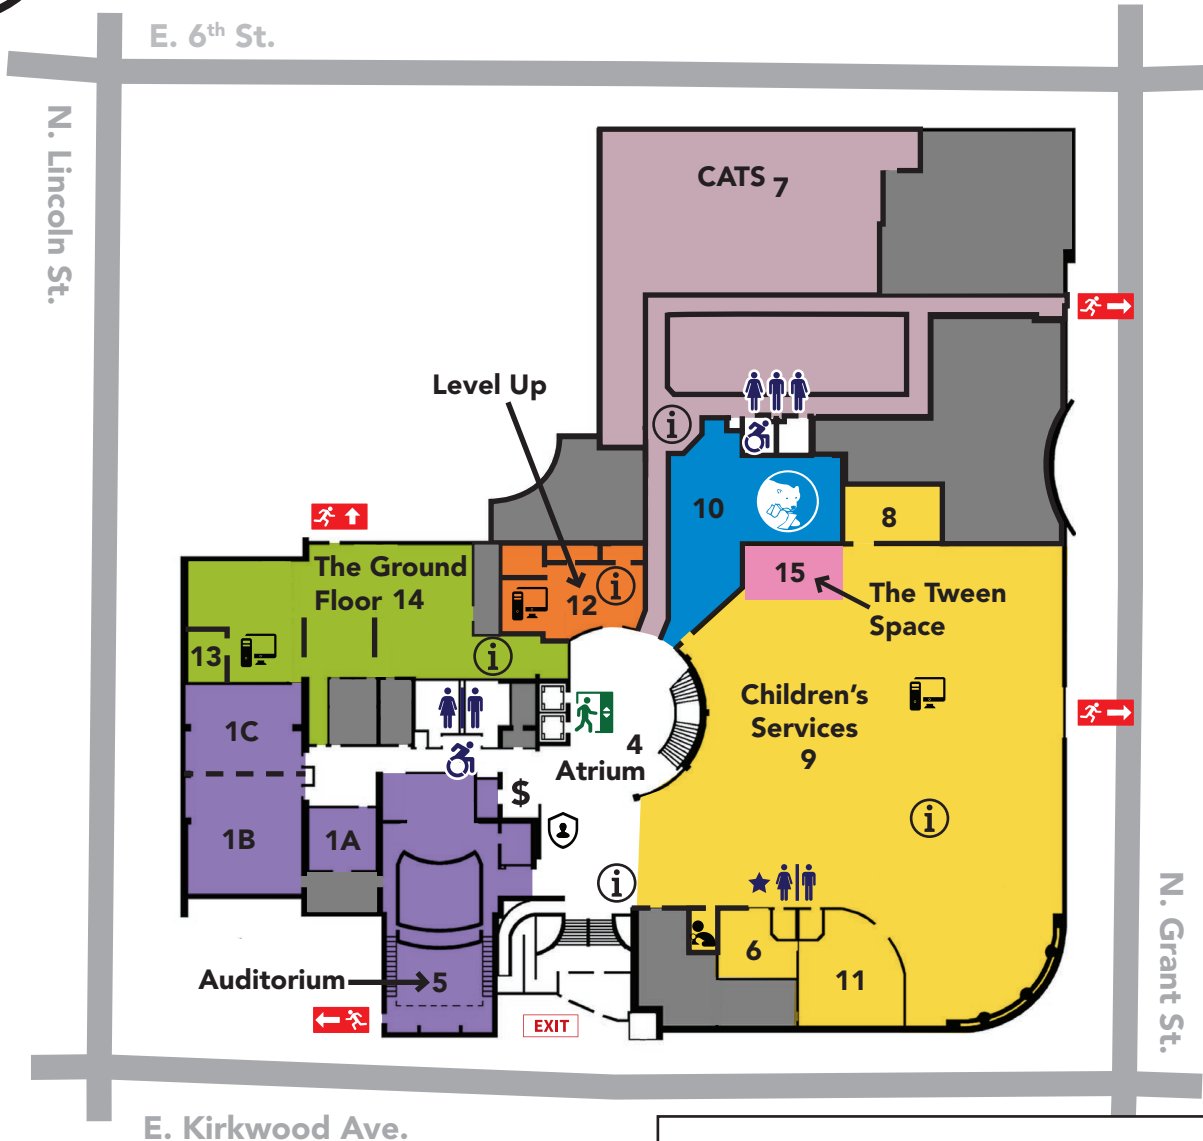 E. 6th St.
N. Lincoln St.
CATS 7
Level Up
10
8
The Ground
Floor 14
12
15
The Tween
Space
13
1C
Children's
Services
9
4
Atrium
$
1B
1A
6
11
Auditorium
5
EXIT
N. Grant St.
E. Kirkwood Ave.